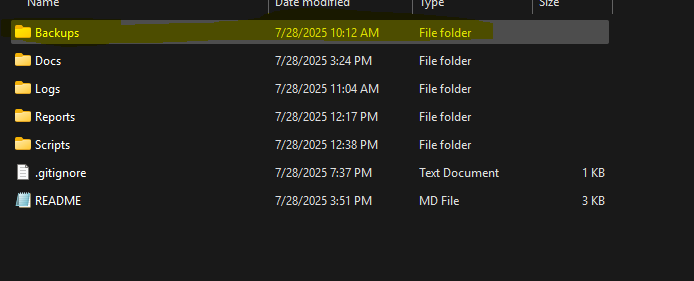 Name Date modified Type Size
Backups 7/28/2025 10:12 AM File folder
Docs 7/28/2025 3:24 PM File folder
Logs 7/28/2025 11:04 AM File folder
Reports 7/28/2025 12:17 PM File folder
Scripts 7/28/2025 12:38 PM File folder
.gitignore 7/28/2025 7:37 PM Text Document 1 KB
README 7/28/2025 3:51 PM MD File 3 KB